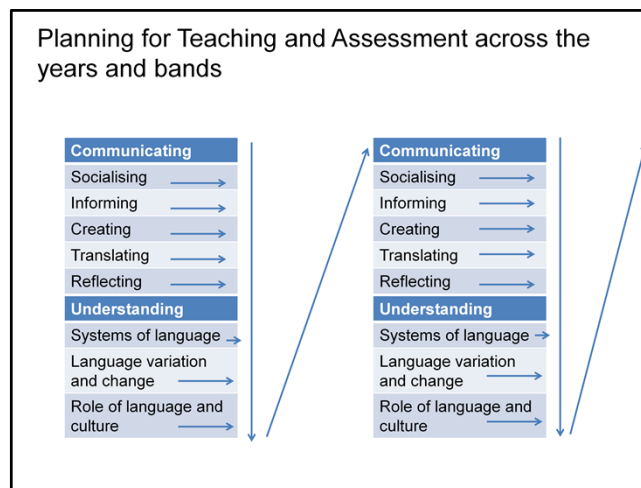 Planning for Teaching and Assessment across the
years and bands
Communicating
Socialising
Informing
Creating
Translating
Reflecting
Understanding
Systems of language
Language variation
and change
Role of language and
culture
Communicating
Socialising
Informing
Creating
Translating
Reflecting
Understanding
Systems of language
Language variation
and change
Role of language and
culture